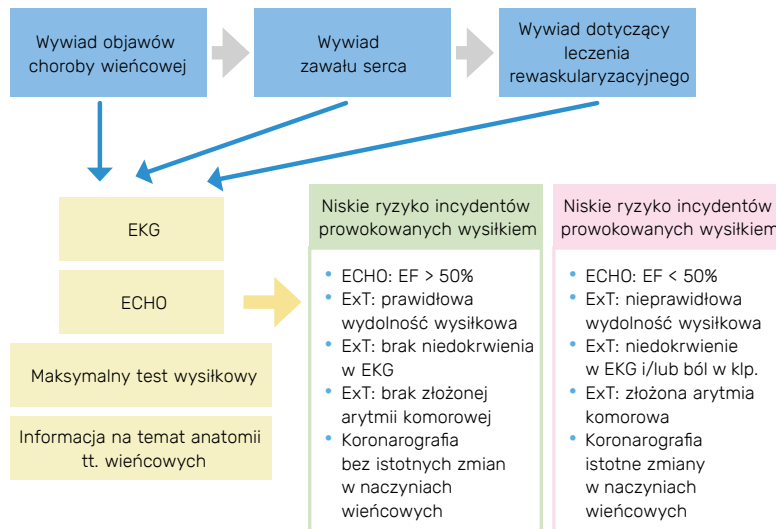 Wywiad objawów
choroby wieńcowej
Wywiad
zawału serca
Wywiad dotyczący
leczenia
rewaskularyzacyjnego
EKG
ECHO
Maksymalny test wysiłkowy
Informacja na temat anatomii
tt. wieńcowych
Niskie ryzyko incydentów
prowokowanych wysiłkiem
• ECHO: EF > 50%
• ExT: prawidłowa
wydolność wysiłkowa
• ExT: brak niedokrwienia
w EKG
• ExT: brak złożonej
arytmii komorowej
• Koronarografia
bez istotnych zmian
w naczyniach
wieńcowych
Niskie ryzyko incydentów
prowokowanych wysiłkiem
• ECHO: EF < 50%
• ExT: nieprawidłowa
wydolność wysiłkowa
• ExT: niedokrwienie
w EKG i/lub ból w klp.
• ExT: złożona arytmia
komorowa
• Koronarografia
istotne zmiany
w naczyniach
wieńcowych